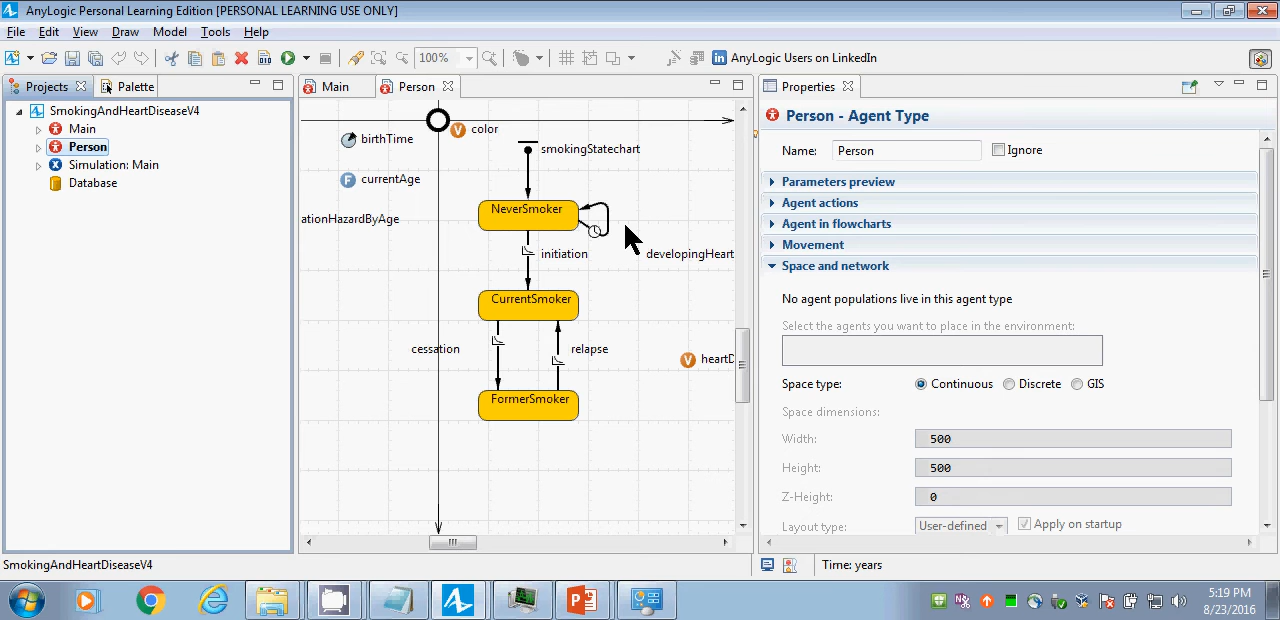 AnyLogic Personal Learning Edition [PERSONAL LEARNING USE ONLY]
File Edit View Draw Model Tools Help
100% AnyLogic Users on LinkedIn
Projects Palette
SmokingAndHeartDiseaseV4
Main
Person
Simulation: Main
Database
Main Person
birthTime
color
smokingStatechart
currentAge
ationHazardByAge
NeverSmoker
initiation
developingHeart
CurrentSmoker
cessation
relapse
heartD
FormerSmoker
Properties
Person - Agent Type
Name: Person Ignore
Parameters preview
Agent actions
Agent in flowcharts
Movement
Space and network
No agent populations live in this agent type
Select the agents you want to place in the environment:
Space type: Continuous Discrete GIS
Space dimensions:
Width: 500
Height: 500
Z-Height: 0
Layout type: User-defined Apply on startup
SmokingAndHeartDiseaseV4
Time: years
5:19 PM
8/23/2016